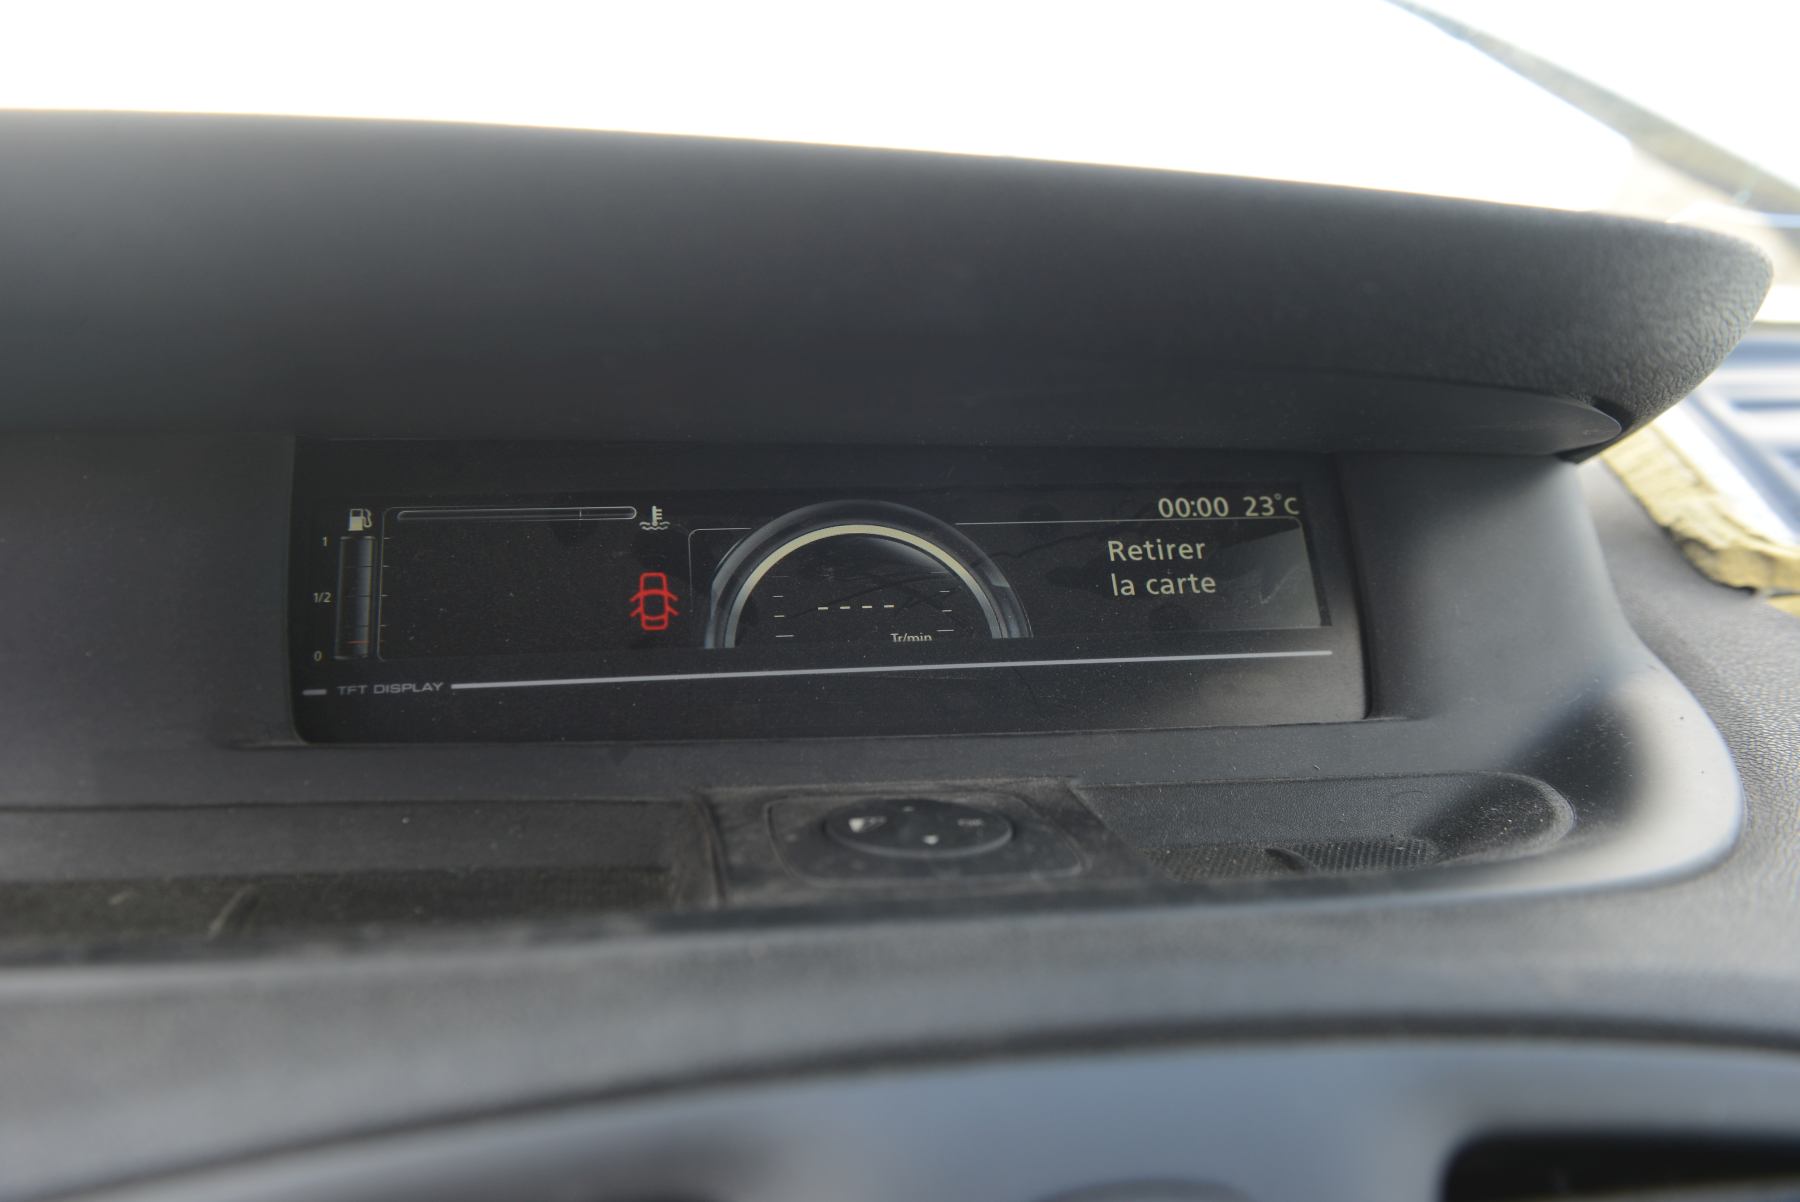 00:00 23°C
1
Retirer
la carte
1/2
- - - -
Tr/min
0
TFT DISPLAY